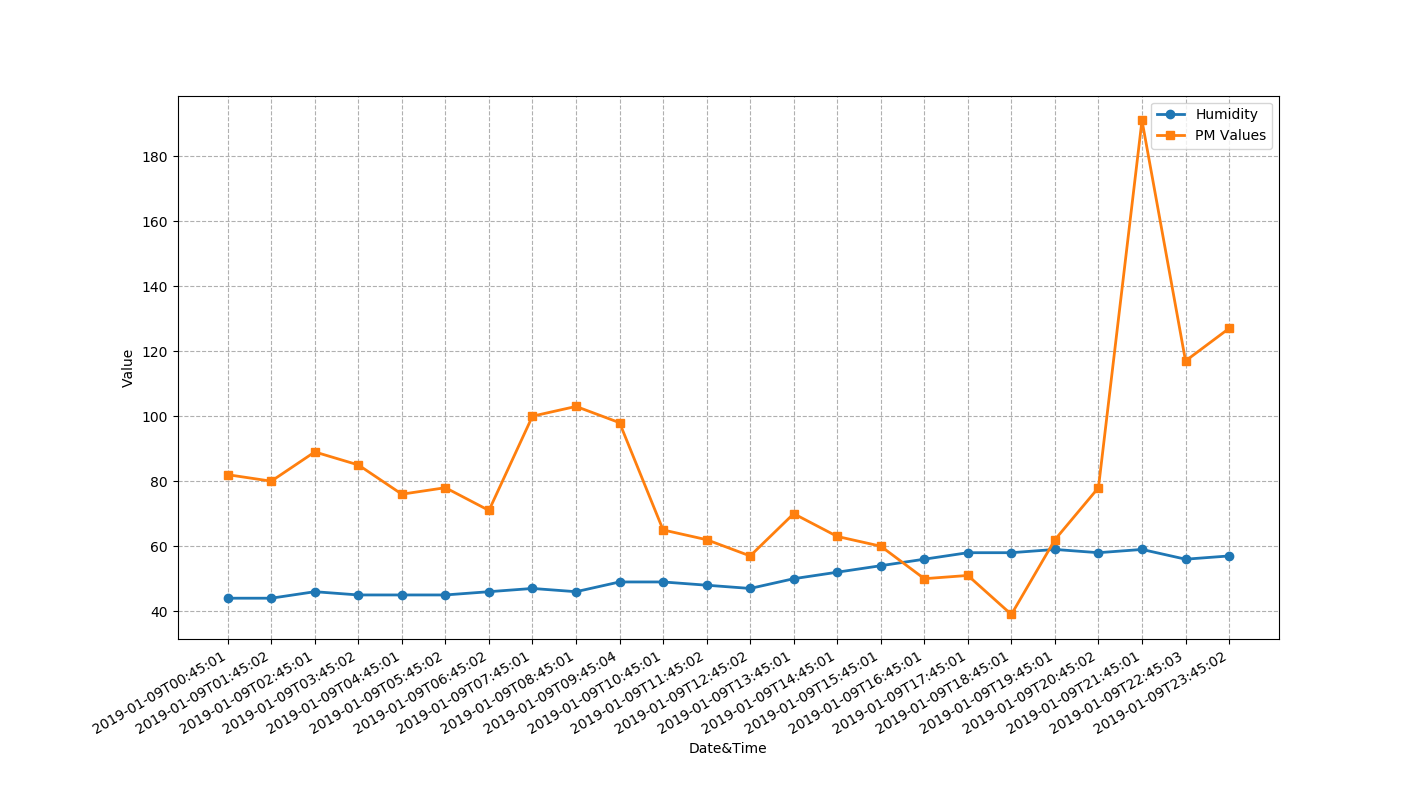 Humidity
PM Values
180
160
140
120
100
80
60
40
Value
2019-01-09T00:45:01
2019-01-09T01:45:02
2019-01-09T02:45:01
2019-01-09T03:45:02
2019-01-09T04:45:01
2019-01-09T05:45:02
2019-01-09T06:45:02
2019-01-09T07:45:01
2019-01-09T08:45:01
2019-01-09T09:45:04
2019-01-09T10:45:01
2019-01-09T11:45:02
2019-01-09T12:45:02
2019-01-09T13:45:01
2019-01-09T14:45:01
2019-01-09T15:45:01
2019-01-09T16:45:01
2019-01-09T17:45:01
2019-01-09T18:45:01
2019-01-09T19:45:01
2019-01-09T20:45:02
2019-01-09T21:45:01
2019-01-09T22:45:03
2019-01-09T23:45:02
Date&Time